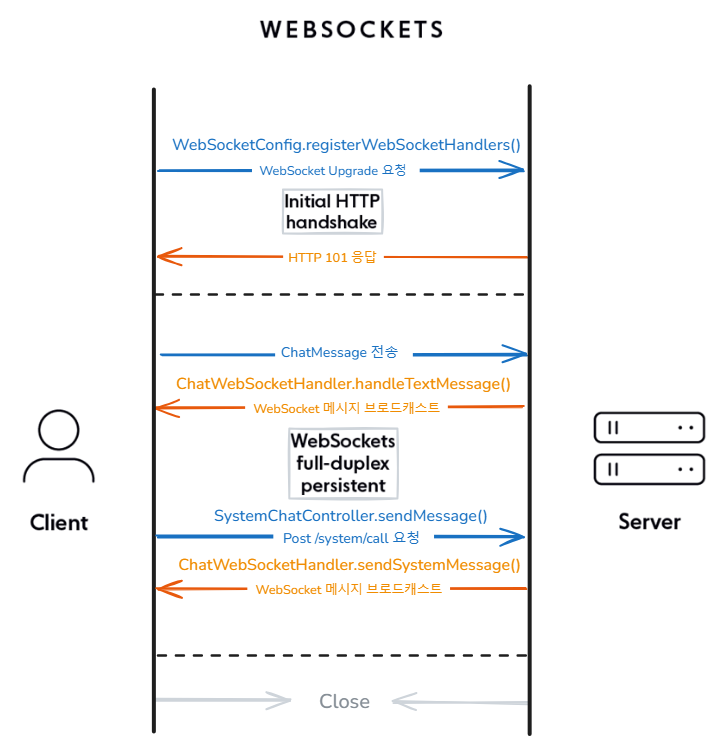 WEBSOCKETS
WebSocketConfig.registerWebSocketHandlers()
WebSocket Upgrade 요청
Initial HTTP
handshake
HTTP 101 응답
ChatMessage 전송
ChatWebSocketHandler.handleTextMessage()
WebSocket 메시지 브로드캐스트
WebSockets
full-duplex
persistent
Client
Server
SystemChatController.sendMessage()
Post /system/call 요청
ChatWebSocketHandler.sendSystemMessage()
WebSocket 메시지 브로드캐스트
Close